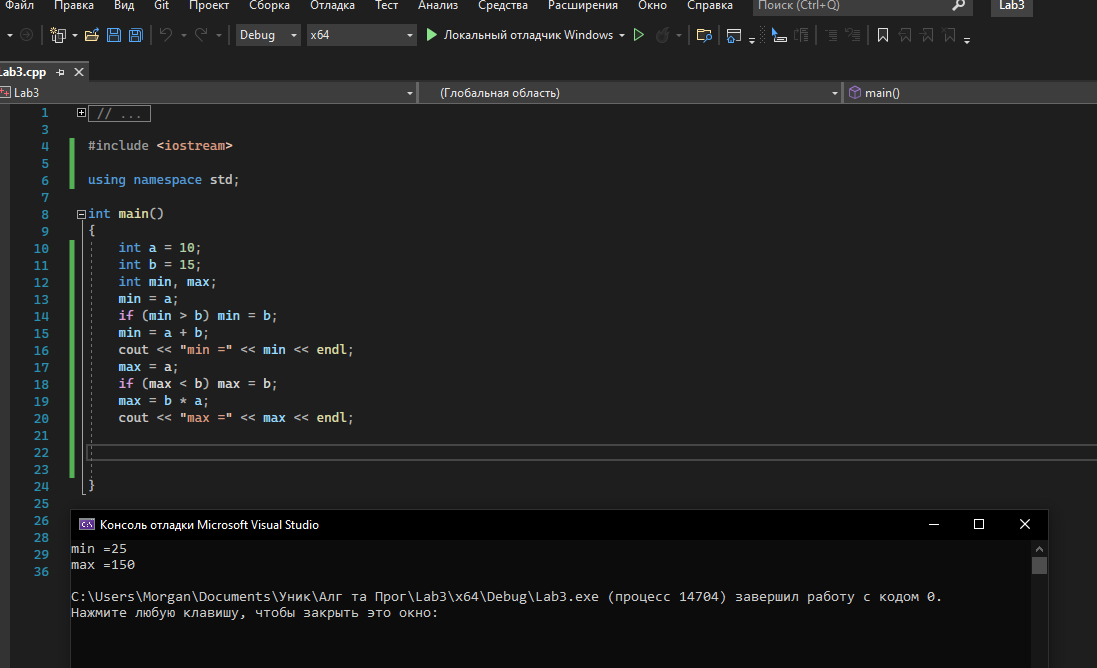 Файл Правка Вид Git Проект Сборка Отладка Тест Анализ Средства Расширения Окно Справка Поиск (Ctrl+Q) Lab3
Debug x64 Локальный отладчик Windows
Lab3.cpp
Lab3 (Глобальная область) main()
1 // ...
3
4 #include <iostream>
5
6 using namespace std;
7
8 int main()
9 {
10 int a = 10;
11 int b = 15;
12 int min, max;
13 min = a;
14 if (min > b) min = b;
15 min = a + b;
16 cout << "min =" << min << endl;
17 max = a;
18 if (max < b) max = b;
19 max = b * a;
20 cout << "max =" << max << endl;
21
22
23
24 }
25
26
28
29
36
Консоль отладки Microsoft Visual Studio
min =25
max =150
C:\Users\Morgan\Documents\Уник\Алг та Прог\Lab3\x64\Debug\Lab3.exe (процесс 14704) завершил работу с кодом 0.
Нажмите любую клавишу, чтобы закрыть это окно: